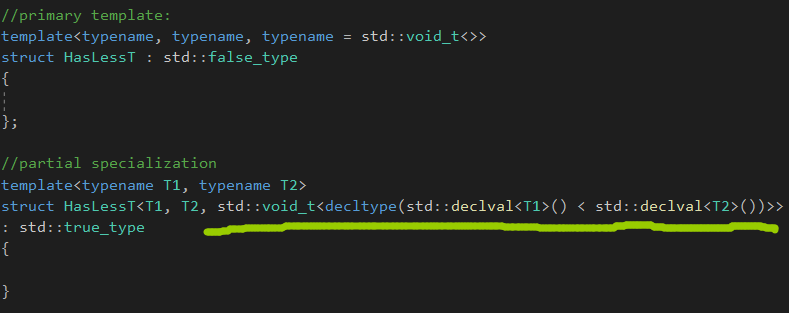 //primary template:
template<typename, typename, typename = std::void_t<>>
struct HasLessT : std::false_type
{
};
//partial specialization
template<typename T1, typename T2>
struct HasLessT<T1, T2, std::void_t<decltype(std::declval<T1>() < std::declval<T2>())>>
: std::true_type
{
}